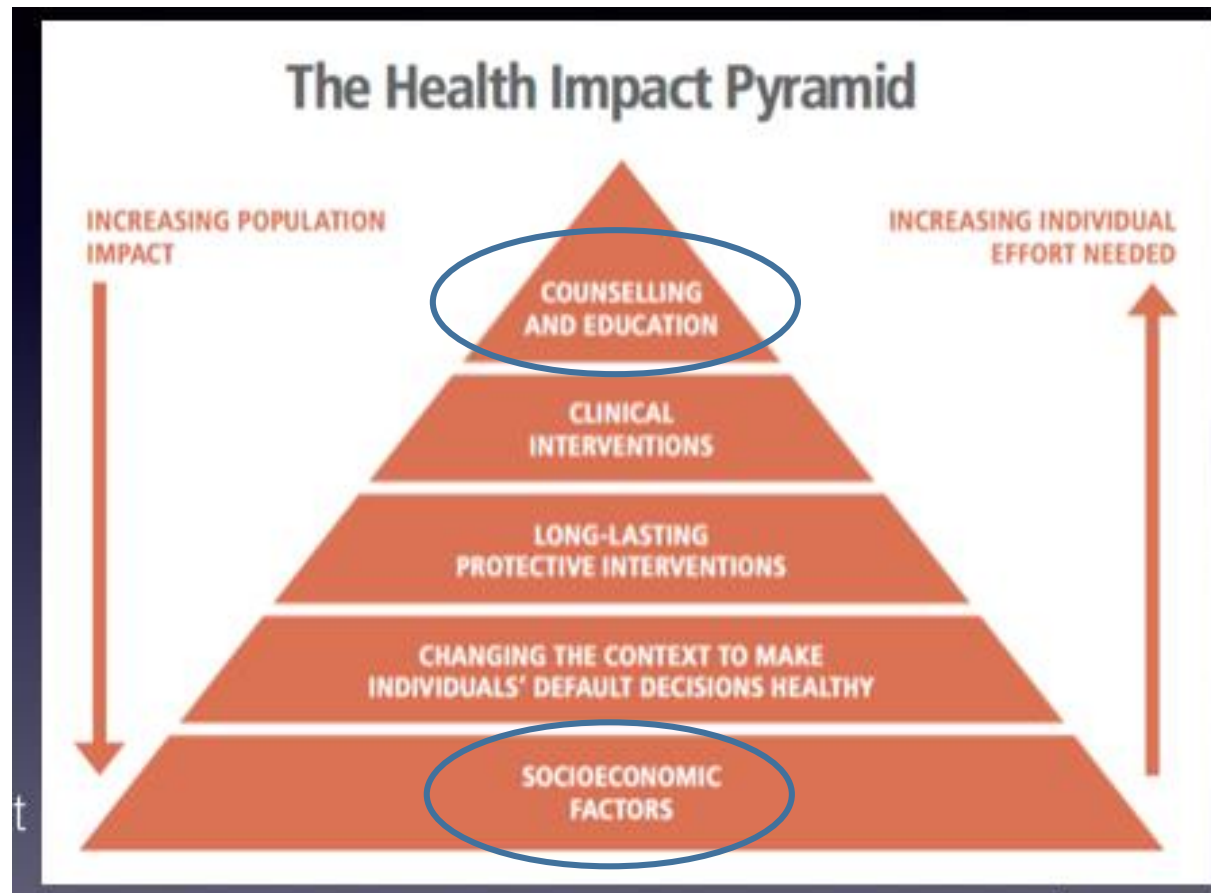 The Health Impact Pyramid
INCREASING POPULATION
IMPACT
INCREASING INDIVIDUAL
EFFORT NEEDED
COUNSELLING
AND EDUCATION
CLINICAL
INTERVENTIONS
LONG-LASTING
PROTECTIVE INTERVENTIONS
CHANGING THE CONTEXT TO MAKE
INDIVIDUALS' DEFAULT DECISIONS HEALTHY
SOCIOECONOMIC
FACTORS
t